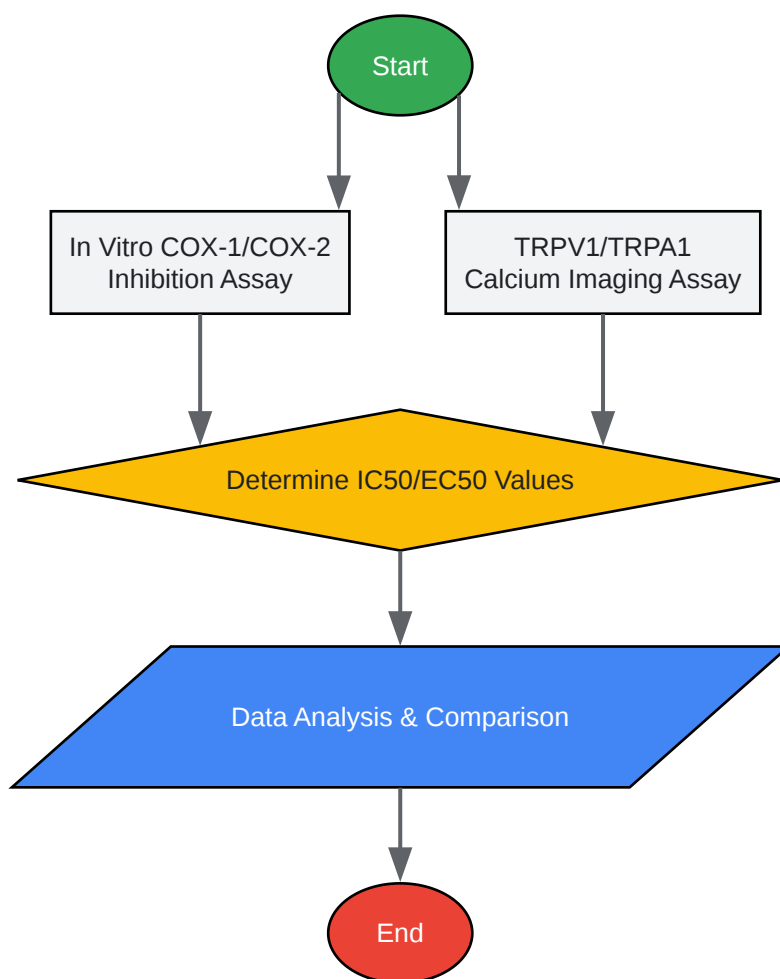 Start
In Vitro COX-1/COX-2
Inhibition Assay
TRPV1/TRPA1
Calcium Imaging Assay
Determine IC50/EC50 Values
Data Analysis & Comparison
End